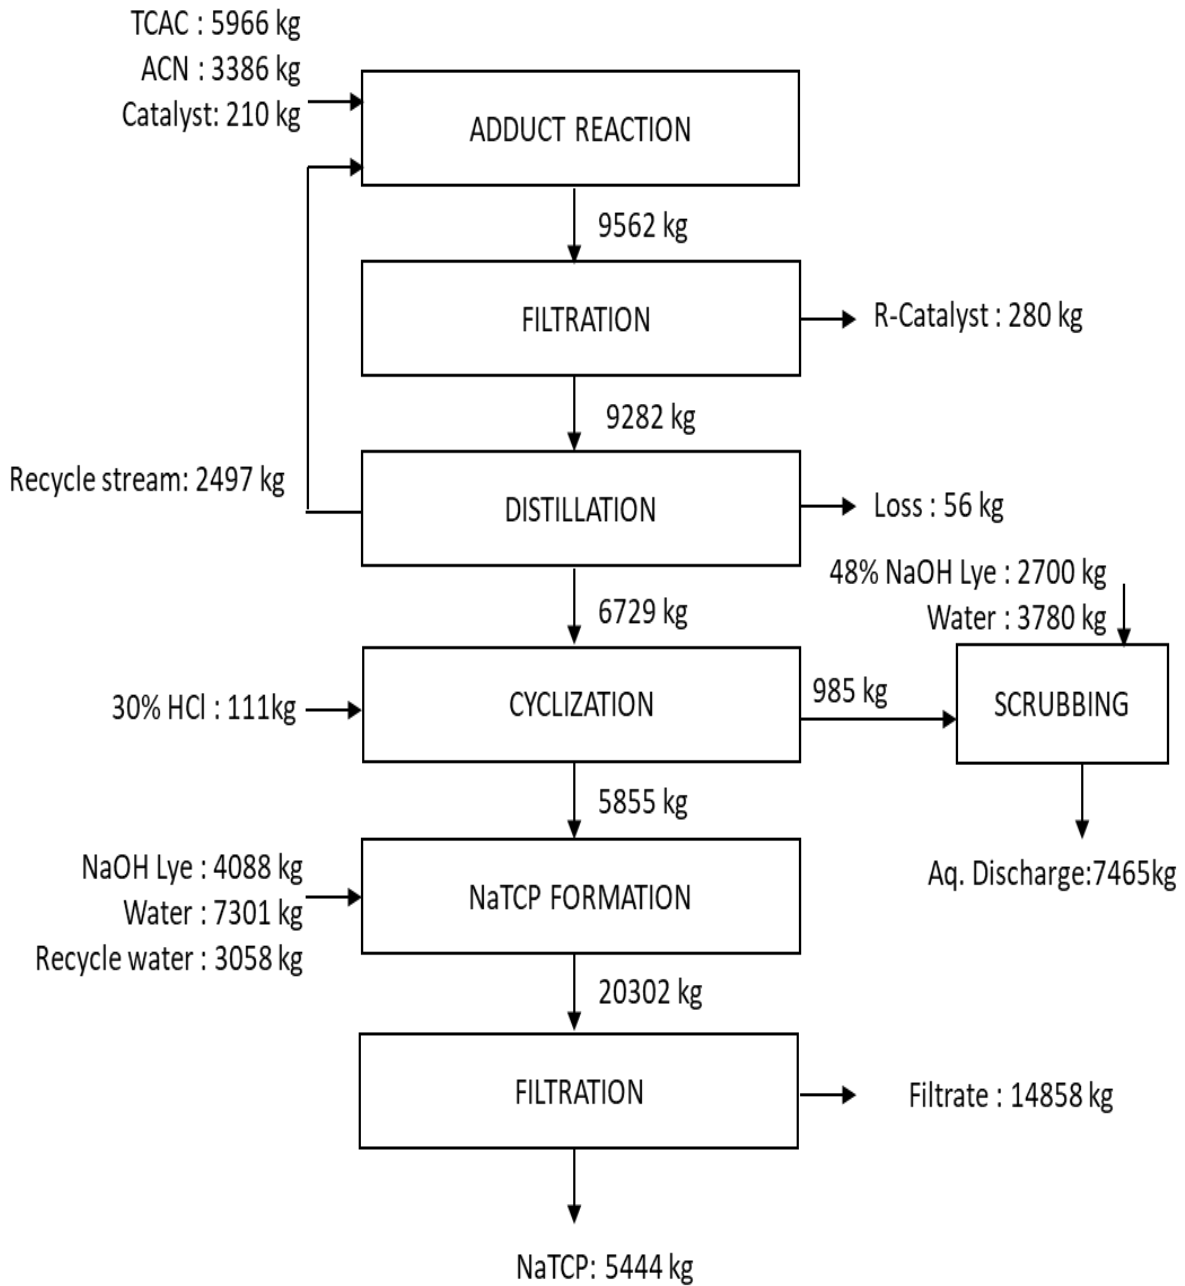 TCAC : 5966 kg
ACN : 3386 kg
Catalyst: 210 kg
ADDUCT REACTION
9562 kg
FILTRATION
R-Catalyst : 280 kg
9282 kg
Recycle stream: 2497 kg
DISTILLATION
Loss : 56 kg
48% NaOH Lye : 2700 kg
Water : 3780 kg
6729 kg
30% HCl : 111kg
CYCLIZATION
985 kg
SCRUBBING
5855 kg
NaOH Lye : 4088 kg
Water : 7301 kg
Recycle water : 3058 kg
NaTCP FORMATION
Aq. Discharge:7465kg
20302 kg
FILTRATION
Filtrate : 14858 kg
NaTCP: 5444 kg